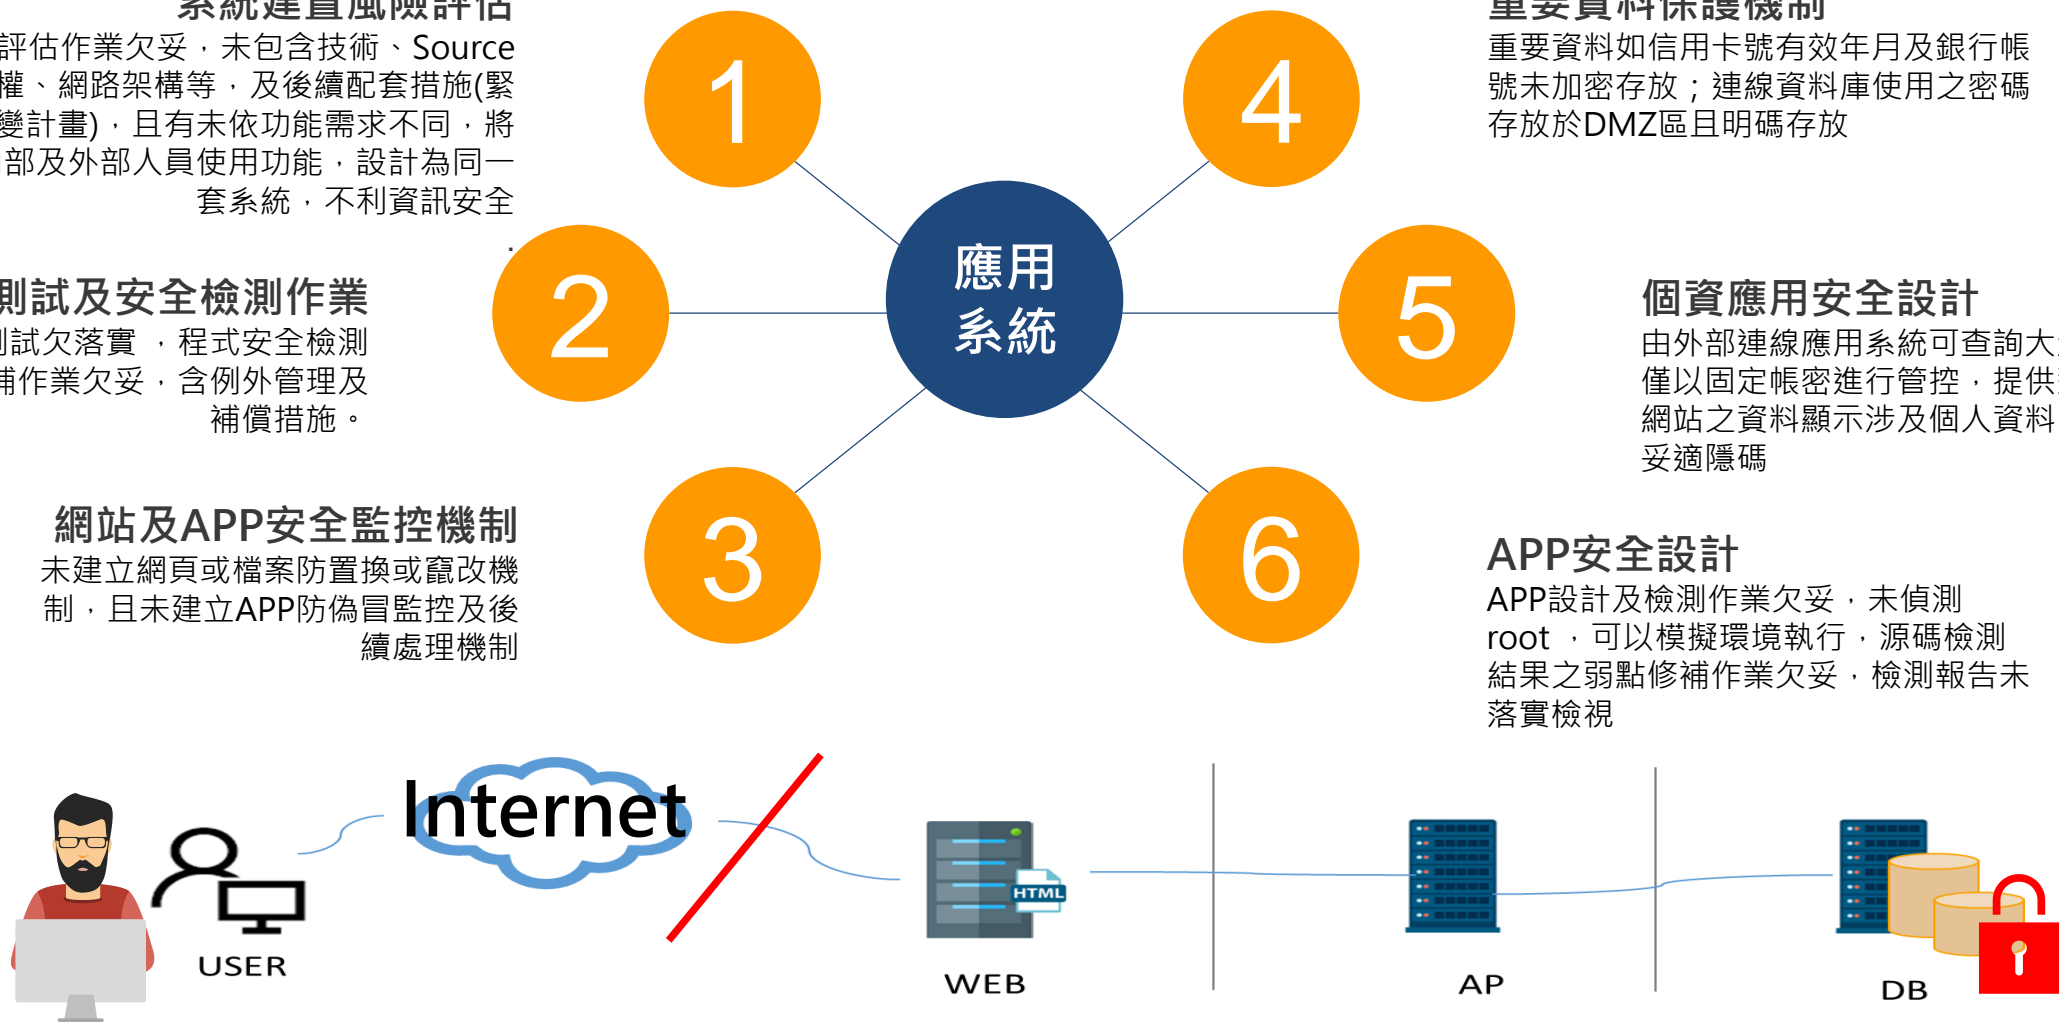 系統建置風險評估
評估作業欠妥，未包含技術、Source
權、網路架構等，及後續配套措施(緊
變計畫)，且有未依功能需求不同，將
部及外部人員使用功能，設計為同一
套系統，不利資訊安全
.
測試及安全檢測作業
測試欠落實 ，程式安全檢測
補作業欠妥，含例外管理及
補償措施。
網站及APP安全監控機制
未建立網頁或檔案防置換或竄改機
制，且未建立APP防偽冒監控及後
續處理機制
1
2
3
應用
系統
4
5
6
重要資料保護機制
重要資料如信用卡號有效年月及銀行帳
號未加密存放；連線資料庫使用之密碼
存放於DMZ區且明碼存放
個資應用安全設計
由外部連線應用系統可查詢大
僅以固定帳密進行管控，提供
網站之資料顯示涉及個人資料
妥適隱碼
APP安全設計
APP設計及檢測作業欠妥，未偵測
root ，可以模擬環境執行，源碼檢測
結果之弱點修補作業欠妥，檢測報告未
落實檢視
Internet
HTML
USER
WEB
AP
DB